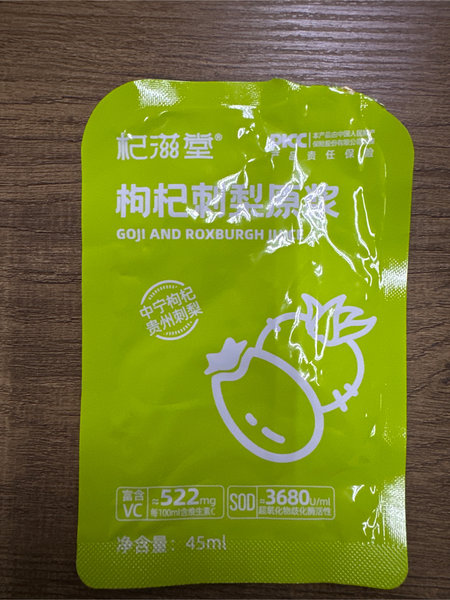 杞滋堂®
PICC 本产品由中国人民财产
保险股份有限公司
产品责任保险
枸杞刺梨原浆
GOJI AND ROXBURGH JUICE
中宁枸杞
贵州刺梨
富含 ≈522mg
VC 每100ml含维生素C
SOD ≈3680U/ml
超氧化物歧化酶活性
净含量：45ml